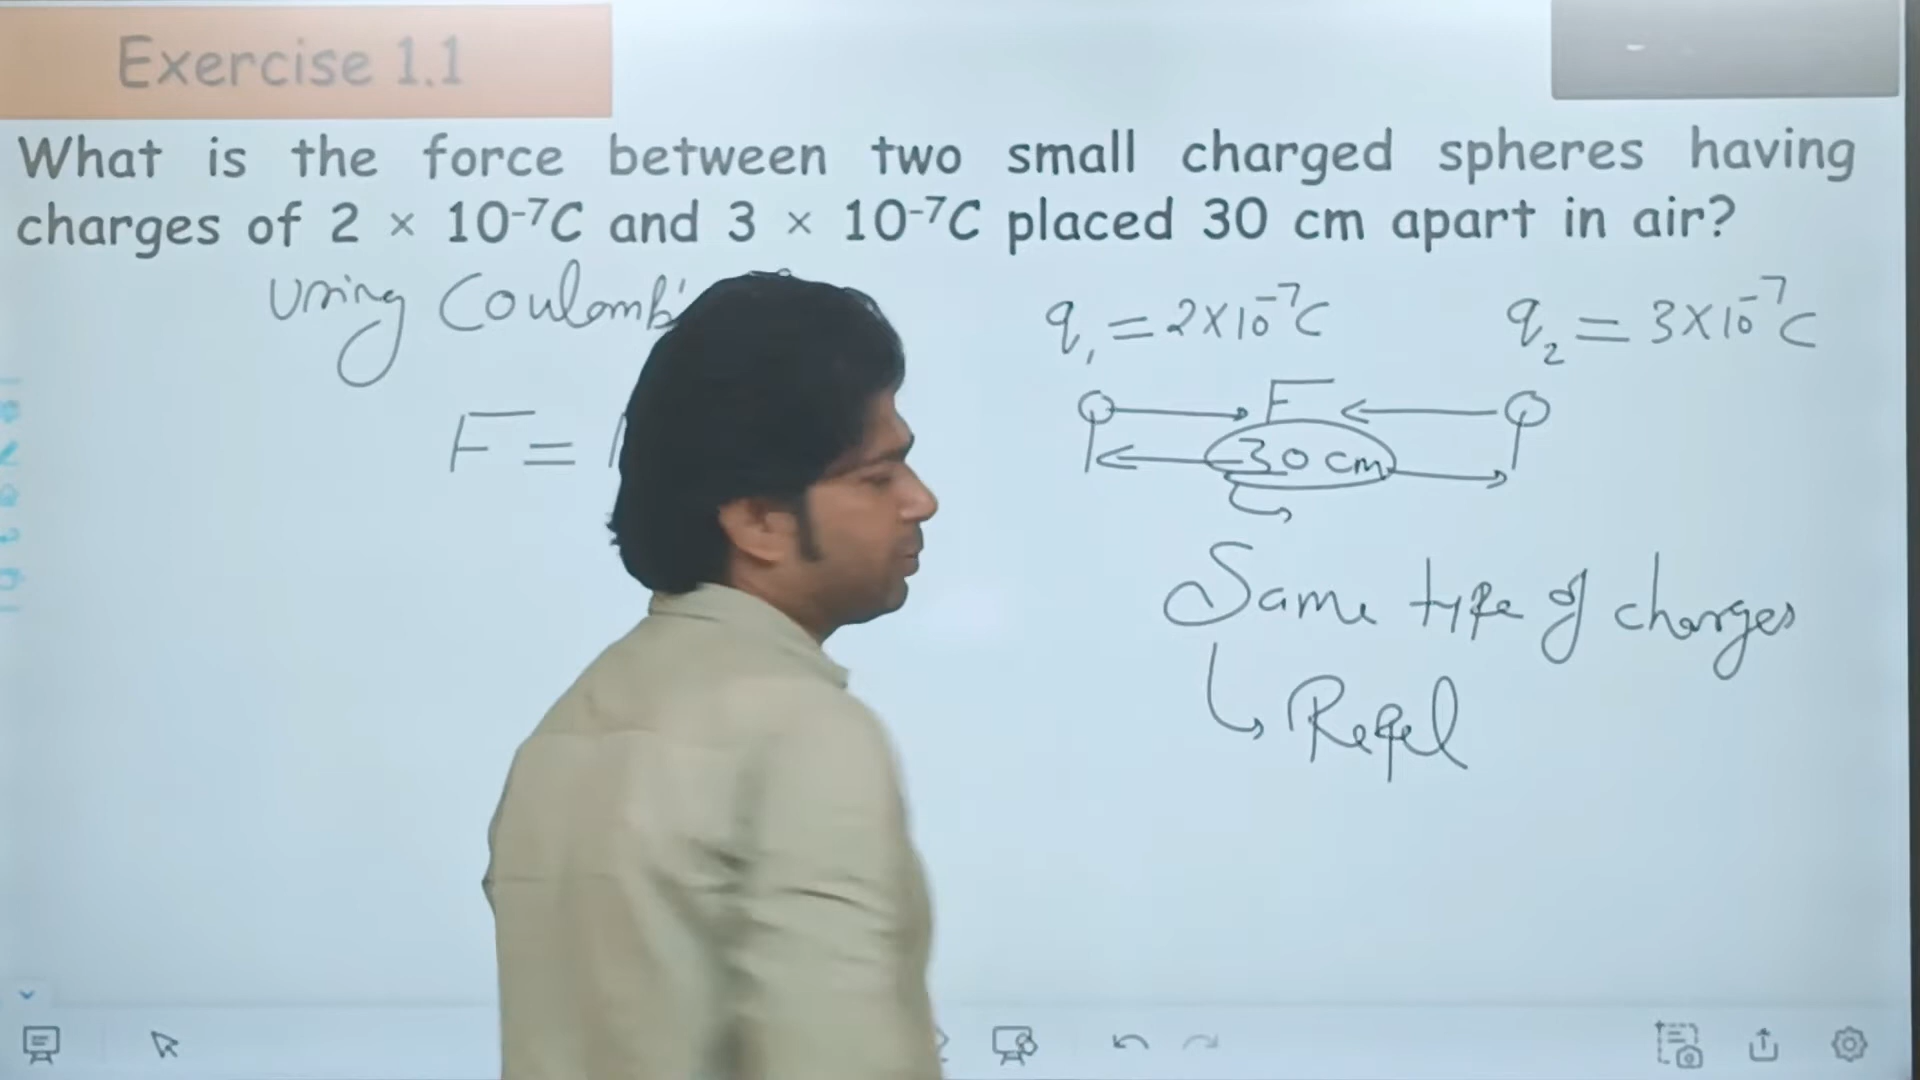 Exercise 1.1
What is the force between two small charged spheres having
charges of 2 × 10⁻⁷C and 3 × 10⁻⁷C placed 30 cm apart in air?
Using Coulomb's
F =
q₁ = 2×10⁻⁷C
q₂ = 3×10⁻⁷C
F
30 cm
Same type of charges
Repel